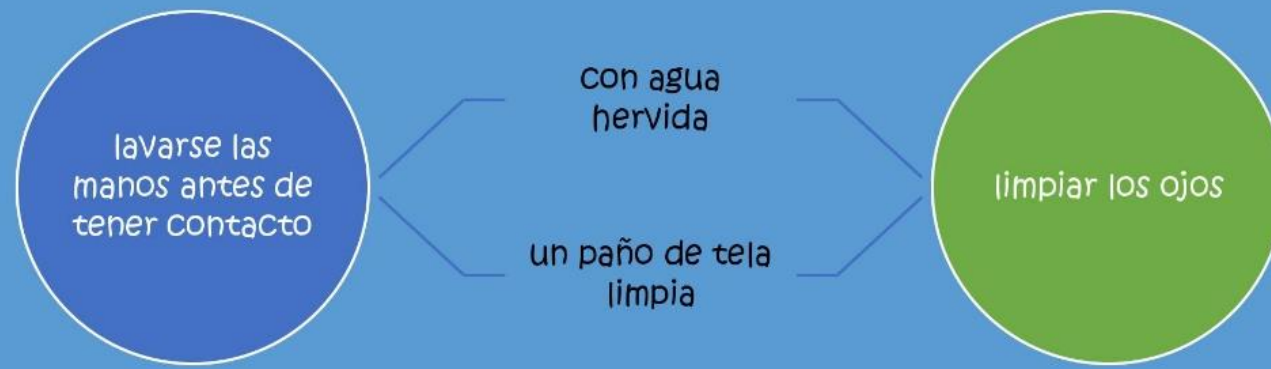 lavarse las
manos antes de
tener contacto
con agua
hervida
un paño de tela
limpia
limpiar los ojos